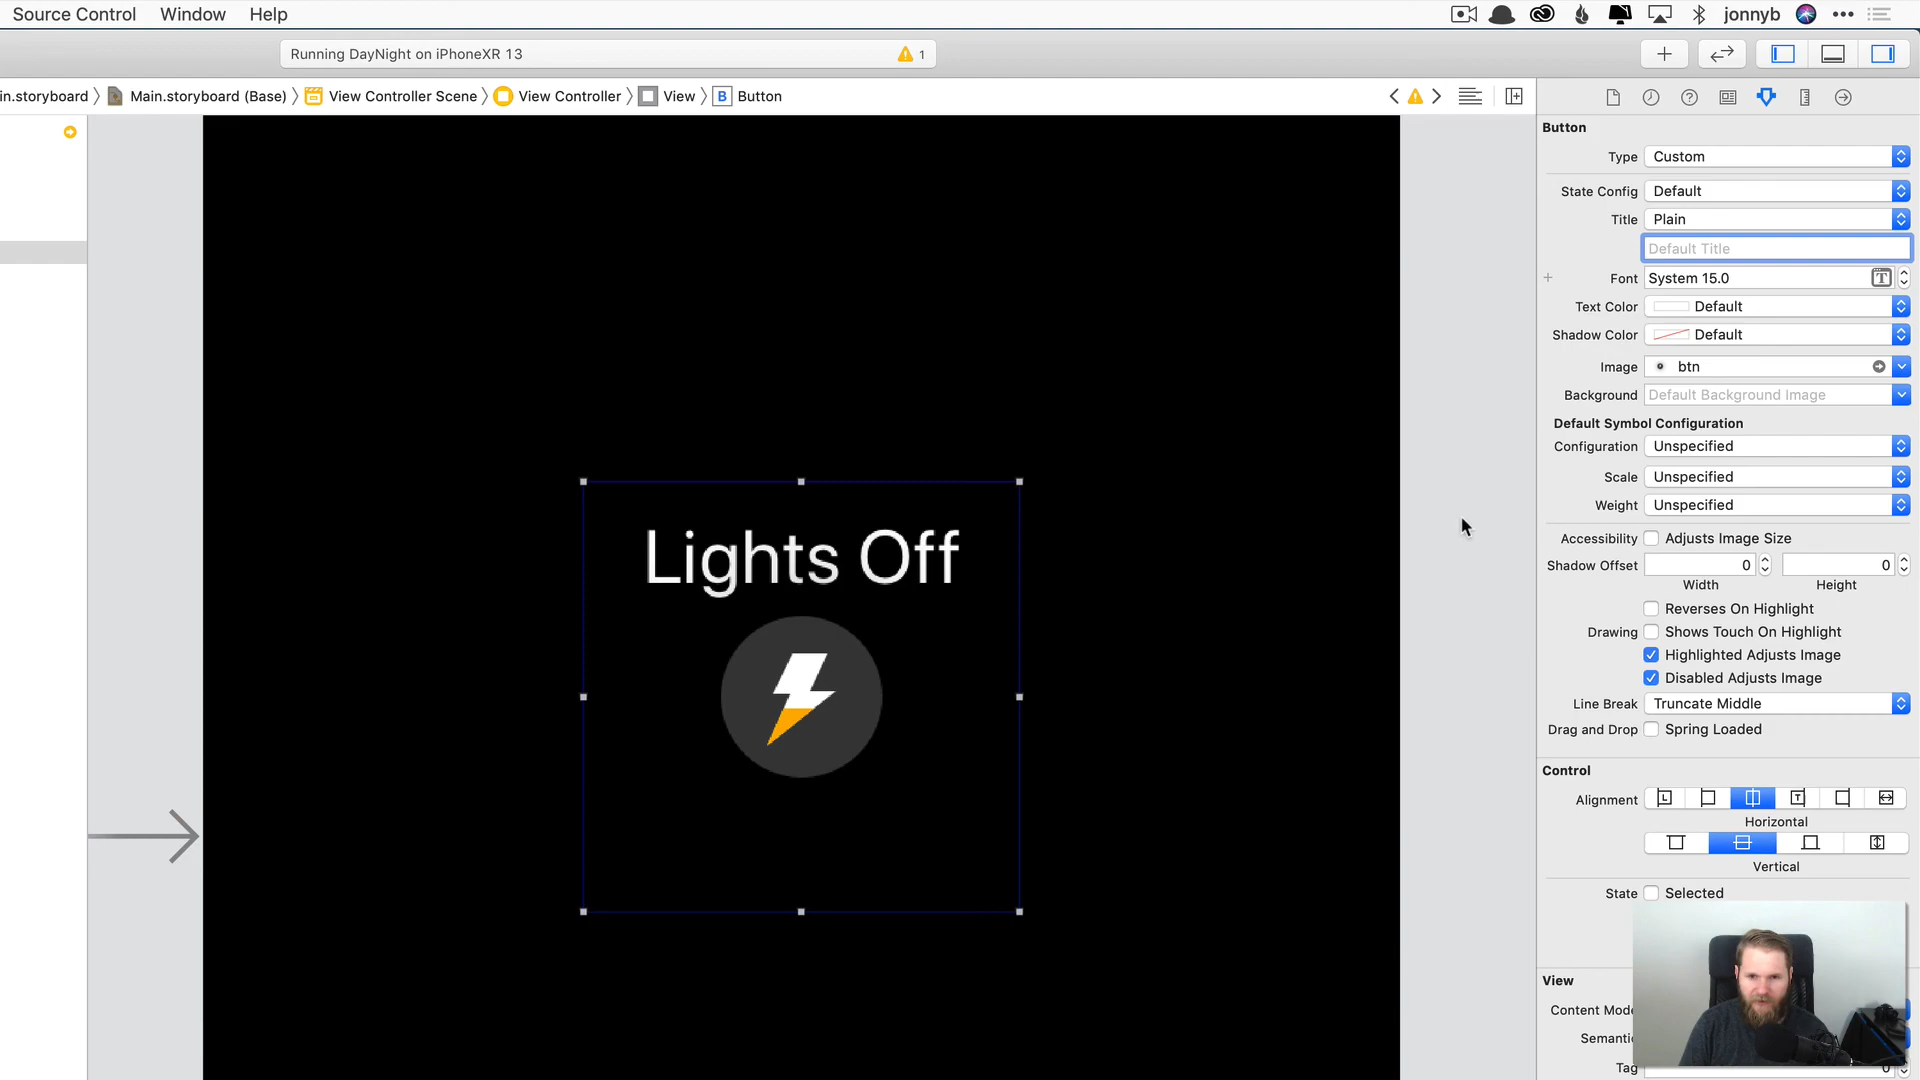 Source Control Window Help jonnyb
Running DayNight on iPhoneXR 13 1
in.storyboard Main.storyboard (Base) View Controller Scene View Controller View B Button
Button
Type Custom
State Config Default
Title Plain
Default Title
Font System 15.0
Text Color Default
Shadow Color Default
Image btn
Background Default Background Image
Default Symbol Configuration
Configuration Unspecified
Scale Unspecified
Weight Unspecified
Accessibility Adjusts Image Size
Shadow Offset 0 0
Width Height
Reverses On Highlight
Drawing Shows Touch On Highlight
Highlighted Adjusts Image
Disabled Adjusts Image
Line Break Truncate Middle
Drag and Drop Spring Loaded
Control
Alignment
Horizontal
Vertical
State Selected
View
Content Mode
Semantic
Tag 0
Lights Off